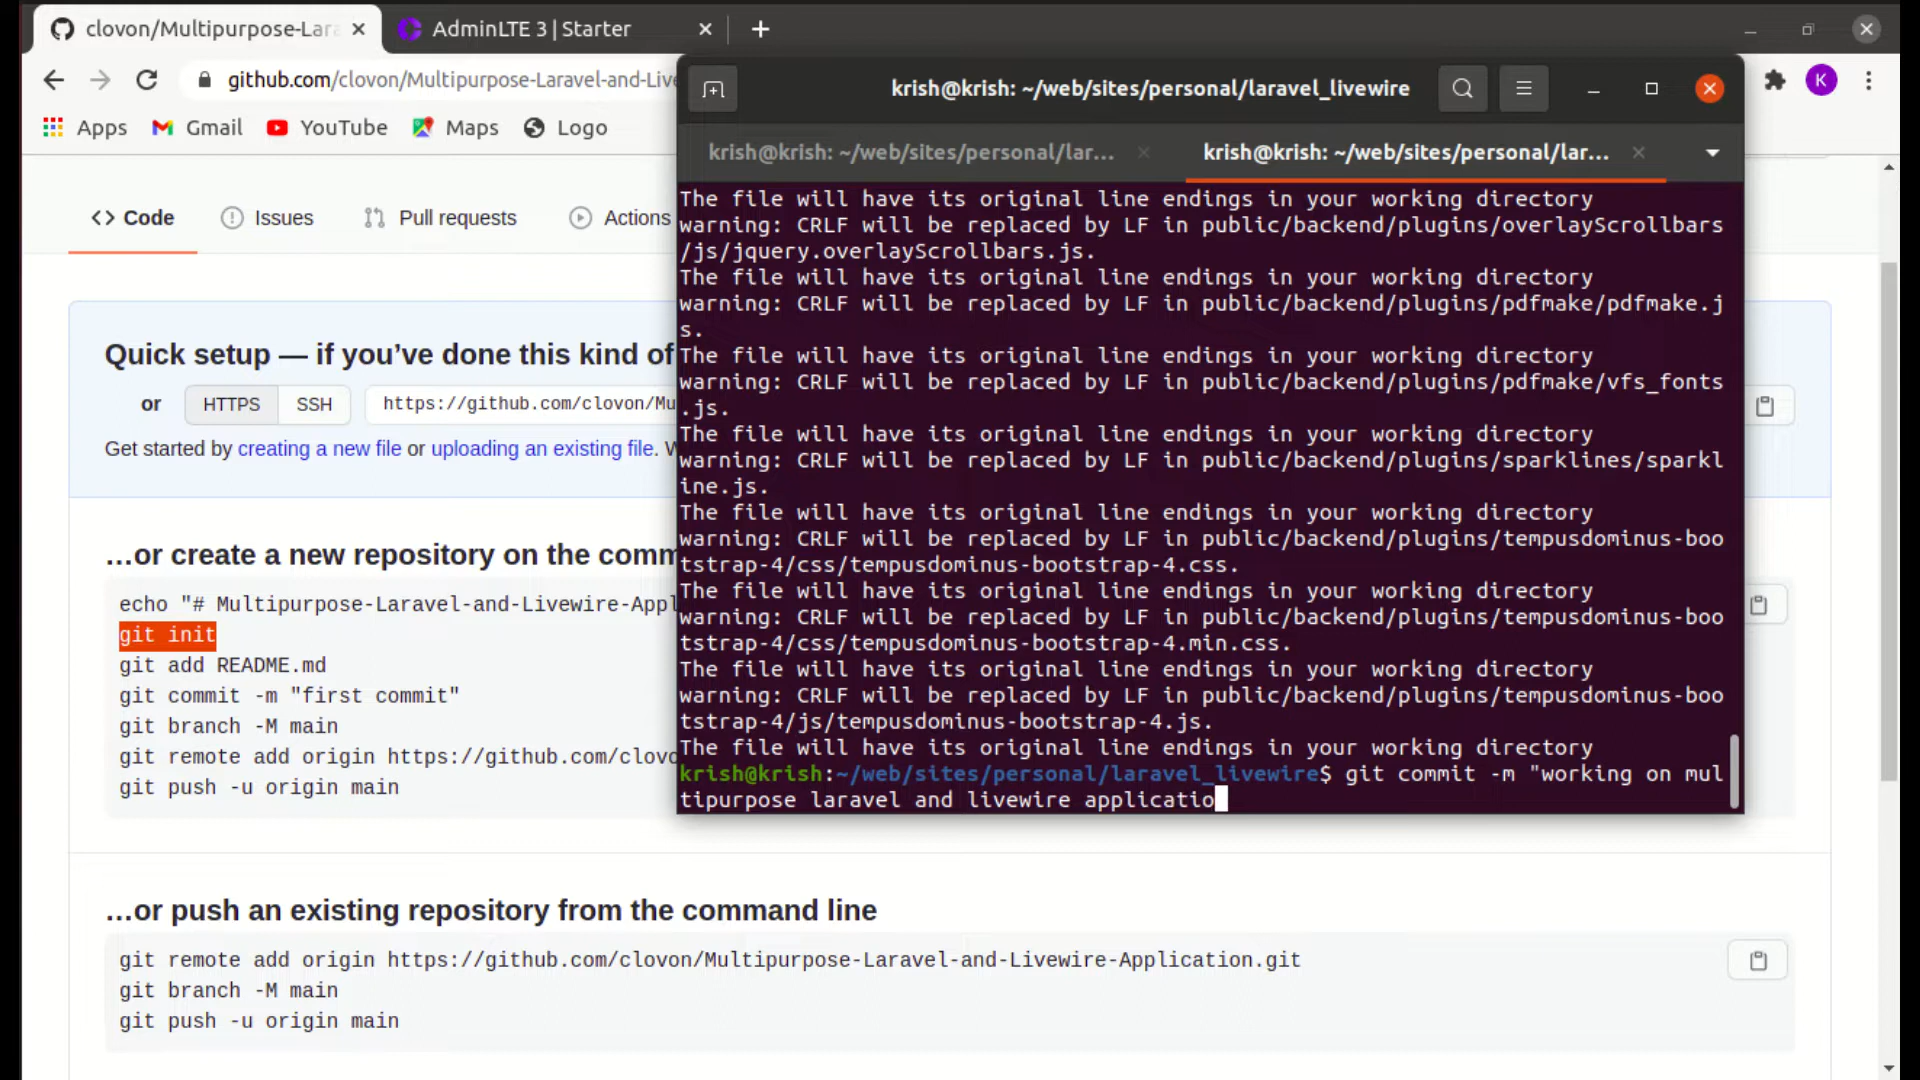 clovon/Multipurpose-Lara
AdminLTE 3 | Starter
github.com/clovon/Multipurpose-Laravel-and-Live
K
Apps
Gmail
YouTube
Maps
Logo
Code
Issues
Pull requests
Actions
Quick setup — if you’ve done this kind of
or
HTTPS
SSH
https://github.com/clovon/Mu
Get started by creating a new file or uploading an existing file. W
…or create a new repository on the comm
echo "# Multipurpose-Laravel-and-Livewire-Appl
git init
git add README.md
git commit -m "first commit"
git branch -M main
git remote add origin https://github.com/clovo
git push -u origin main
…or push an existing repository from the command line
git remote add origin https://github.com/clovon/Multipurpose-Laravel-and-Livewire-Application.git
git branch -M main
git push -u origin main
krish@krish: ~/web/sites/personal/laravel_livewire
krish@krish: ~/web/sites/personal/lar...
krish@krish: ~/web/sites/personal/lar...
The file will have its original line endings in your working directory
warning: CRLF will be replaced by LF in public/backend/plugins/overlayScrollbars
/js/jquery.overlayScrollbars.js.
The file will have its original line endings in your working directory
warning: CRLF will be replaced by LF in public/backend/plugins/pdfmake/pdfmake.j
s.
The file will have its original line endings in your working directory
warning: CRLF will be replaced by LF in public/backend/plugins/pdfmake/vfs_fonts
.js.
The file will have its original line endings in your working directory
warning: CRLF will be replaced by LF in public/backend/plugins/sparklines/sparkl
ine.js.
The file will have its original line endings in your working directory
warning: CRLF will be replaced by LF in public/backend/plugins/tempusdominus-boo
tstrap-4/css/tempusdominus-bootstrap-4.css.
The file will have its original line endings in your working directory
warning: CRLF will be replaced by LF in public/backend/plugins/tempusdominus-boo
tstrap-4/css/tempusdominus-bootstrap-4.min.css.
The file will have its original line endings in your working directory
warning: CRLF will be replaced by LF in public/backend/plugins/tempusdominus-boo
tstrap-4/js/tempusdominus-bootstrap-4.js.
The file will have its original line endings in your working directory
krish@krish:~/web/sites/personal/laravel_livewire$ git commit -m "working on mul
tipurpose laravel and livewire applicatio